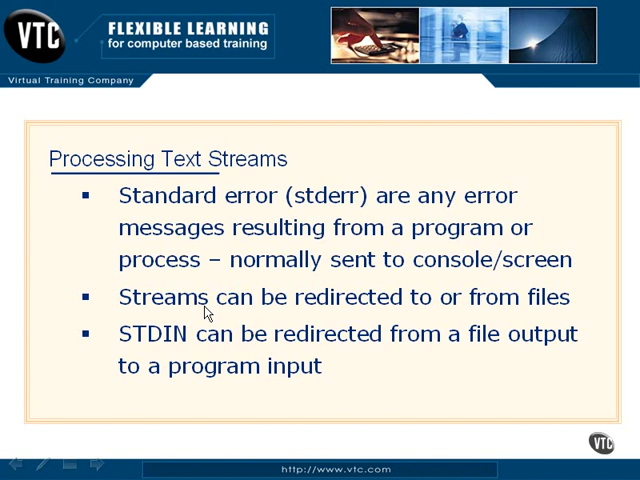 VTC
FLEXIBLE LEARNING
for computer based training
Virtual Training Company
Processing Text Streams
▪ Standard error (stderr) are any error
messages resulting from a program or
process – normally sent to console/screen
▪ Streams can be redirected to or from files
▪ STDIN can be redirected from a file output
to a program input
VTC
http://www.vtc.com